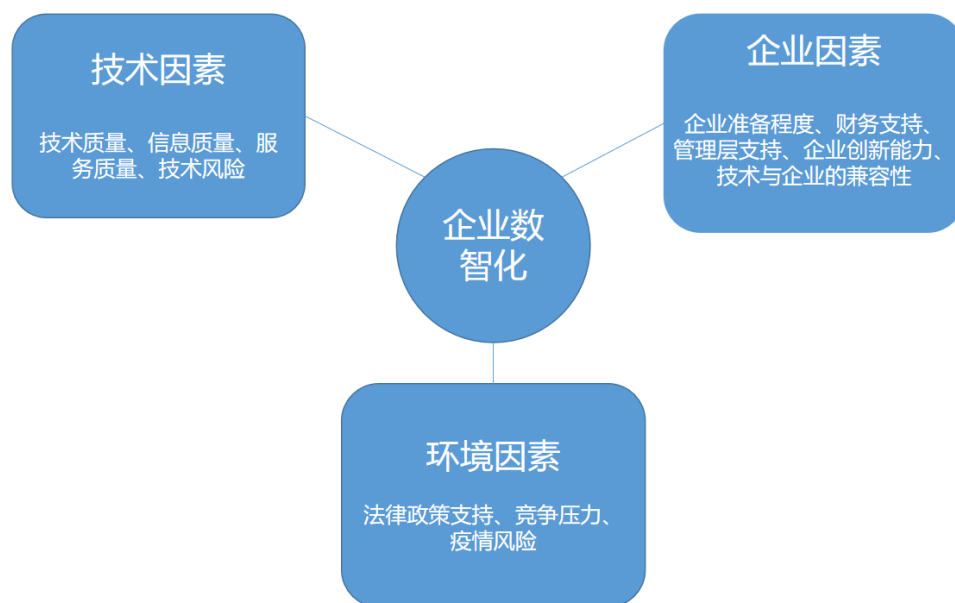 技术因素
技术质量、信息质量、服
务质量、技术风险
企业因素
企业准备程度、财务支持、
管理层支持、企业创新能力、
技术与企业的兼容性
企业数
智化
环境因素
法律政策支持、竞争压力、
疫情风险